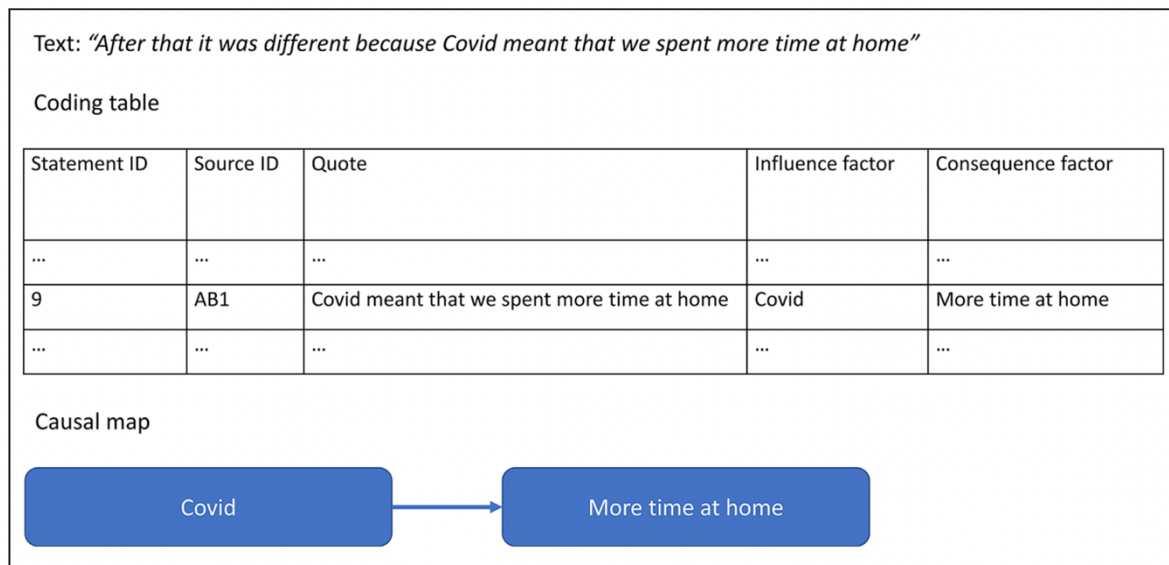 Text: “After that it was different because Covid meant that we spent more time at home”
Coding table
Statement ID Source ID Quote Influence factor Consequence factor
... ... ... ... ...
9 AB1 Covid meant that we spent more time at home Covid More time at home
... ... ... ... ...
Causal map
Covid More time at home